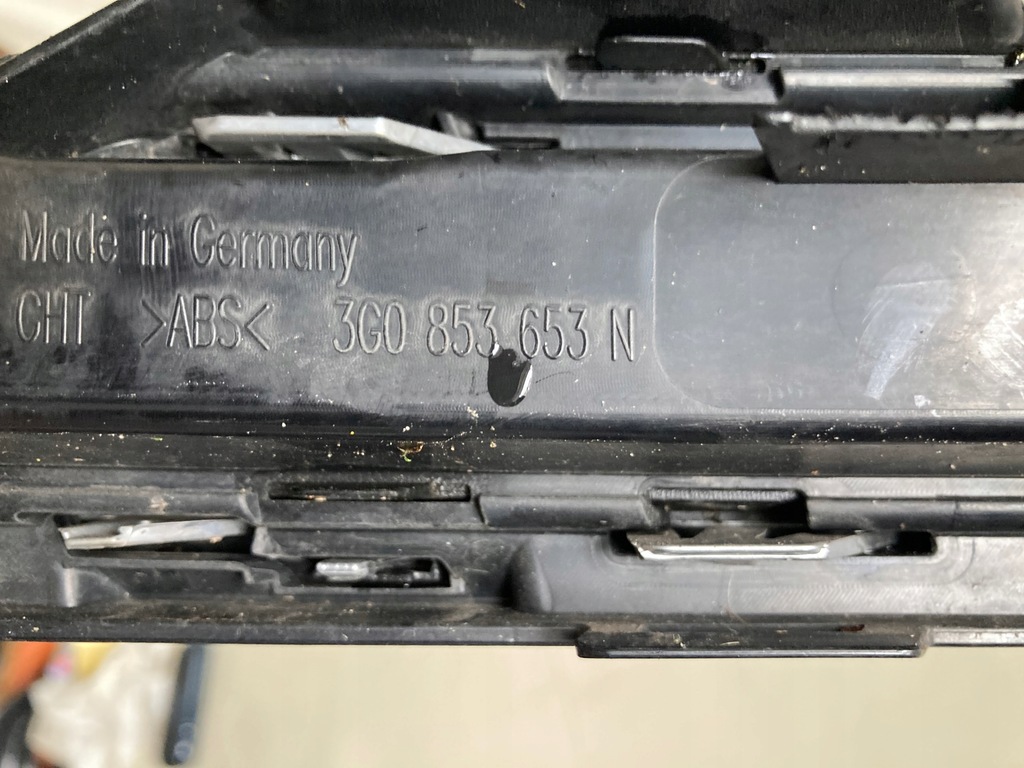 Made in Germany
CHT >ABS< 3G0 853 653 N